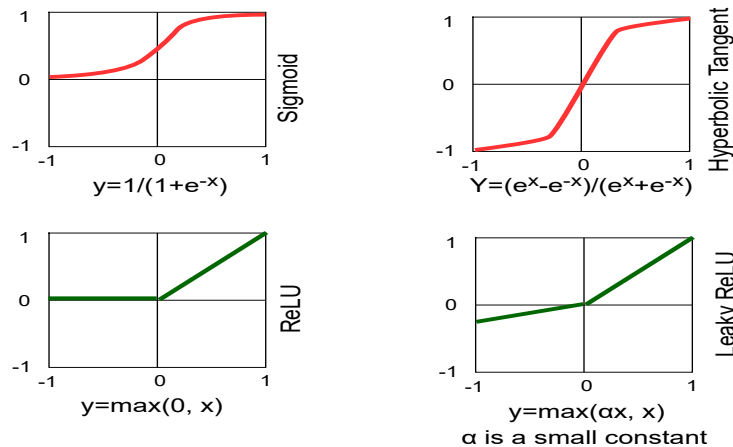 1
0
-1
-1
0
1
Sigmoid
y=1/(1+e-x)
1
0
-1
-1
0
1
Hyperbolic Tangent
Y=(ex-e-x)/(ex+e-x)
1
0
-1
-1
0
1
ReLU
y=max(0, x)
1
0
-1
-1
0
1
Leaky ReLU
y=max(αx, x)
α is a small constant